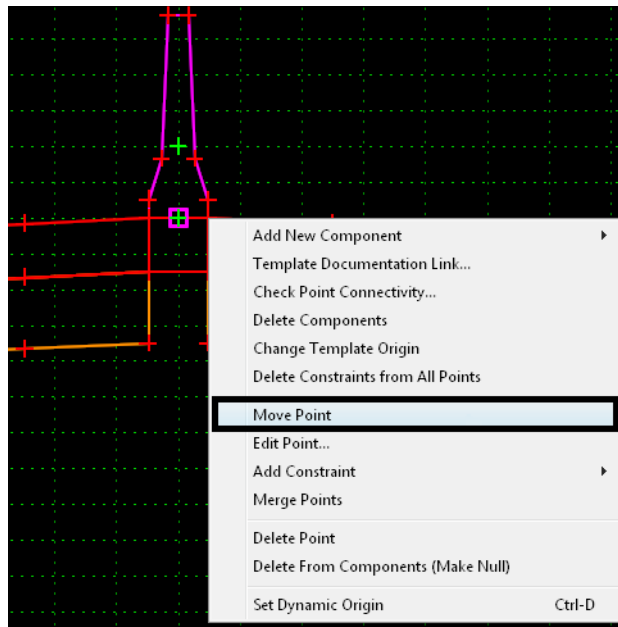 Add New Component
Template Documentation Link...
Check Point Connectivity...
Delete Components
Change Template Origin
Delete Constraints from All Points
Move Point
Edit Point...
Add Constraint
Merge Points
Delete Point
Delete From Components (Make Null)
Set Dynamic Origin Ctrl-D